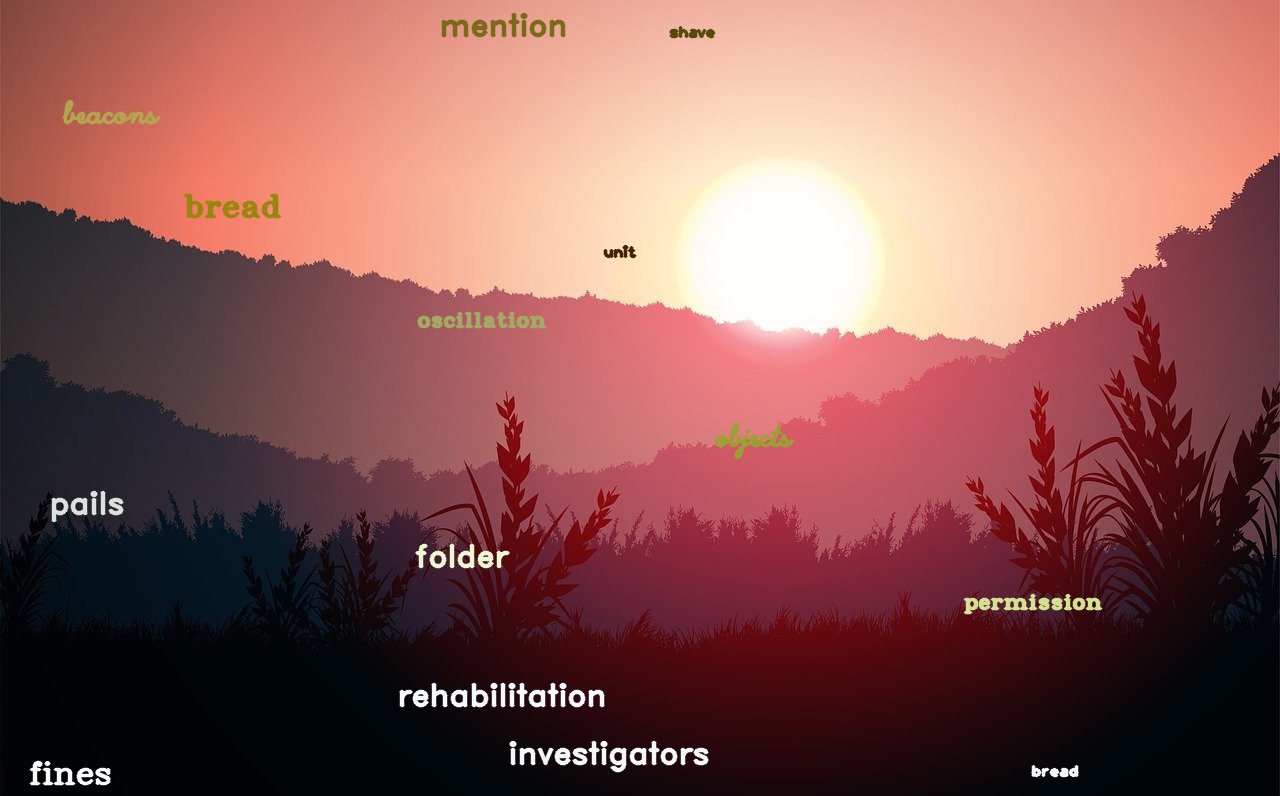 mention
shave
beacons
bread
unit
oscillation
objects
pails
folder
permission
rehabilitation
investigators
fines
bread